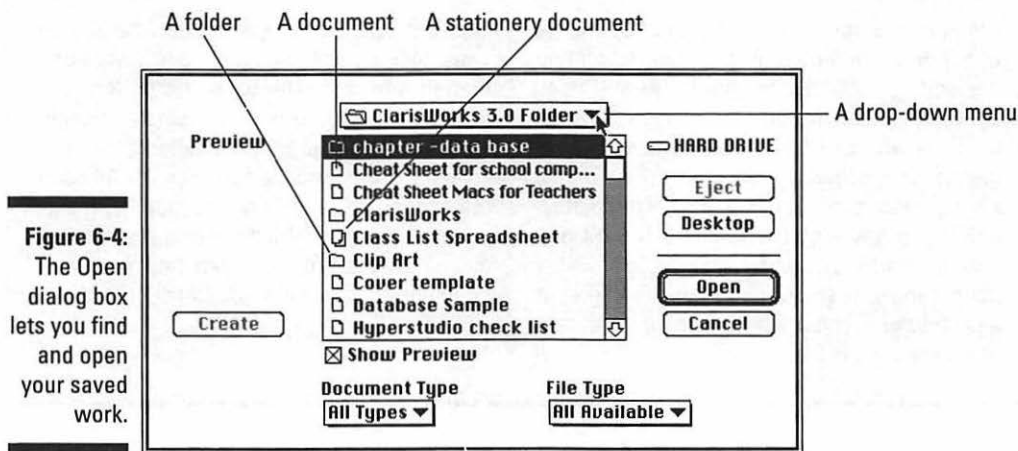 A folder
A document
A stationery document
ClarisWorks 3.0 Folder
A drop-down menu
Preview
chapter -data base
HARD DRIVE
Cheat Sheet for school comp...
Cheat Sheet Macs for Teachers
Eject
ClarisWorks
Desktop
Class List Spreadsheet
Clip Art
Cover template
Open
Database Sample
Create
Hyperstudio check list
Cancel
Show Preview
Document Type
File Type
All Types
All Available
Figure 6-4:
The Open
dialog box
lets you find
and open
your saved
work.